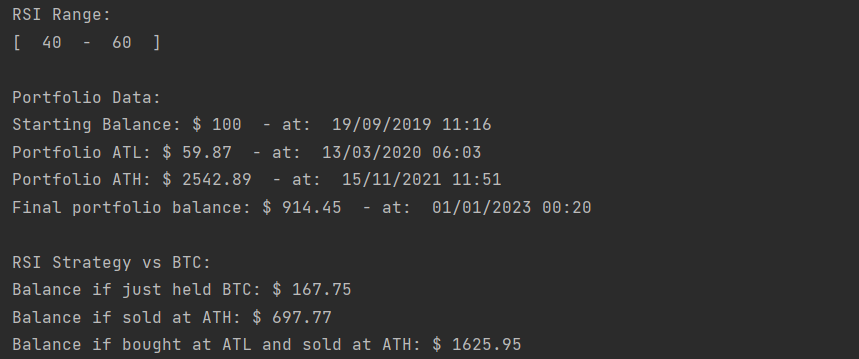 RSI Range:
[  40  -  60  ]
Portfolio Data:
Starting Balance: $ 100  - at:  19/09/2019 11:16
Portfolio ATL: $ 59.87  - at:  13/03/2020 06:03
Portfolio ATH: $ 2542.89  - at:  15/11/2021 11:51
Final portfolio balance: $ 914.45  - at:  01/01/2023 00:20
RSI Strategy vs BTC:
Balance if just held BTC: $ 167.75
Balance if sold at ATH: $ 697.77
Balance if bought at ATL and sold at ATH: $ 1625.95